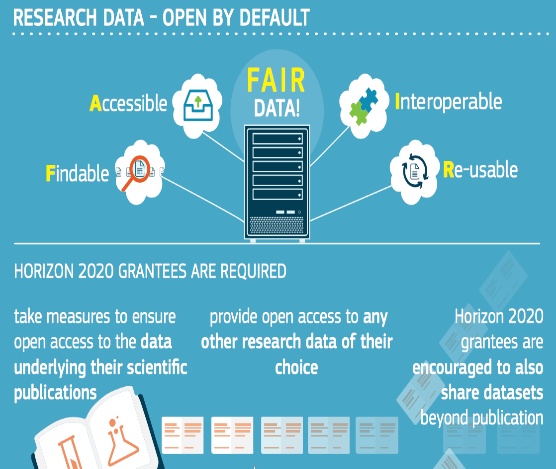 RESEARCH DATA - OPEN BY DEFAULT
FAIR
DATA!
Accessible
Interoperable
Findable
Re-usable
HORIZON 2020 GRANTEES ARE REQUIRED
take measures to ensure
open access to the data
underlying their scientific
publications
provide open access to any
other research data of their
choice
Horizon 2020
grantees are
encouraged to also
share datasets
beyond publication